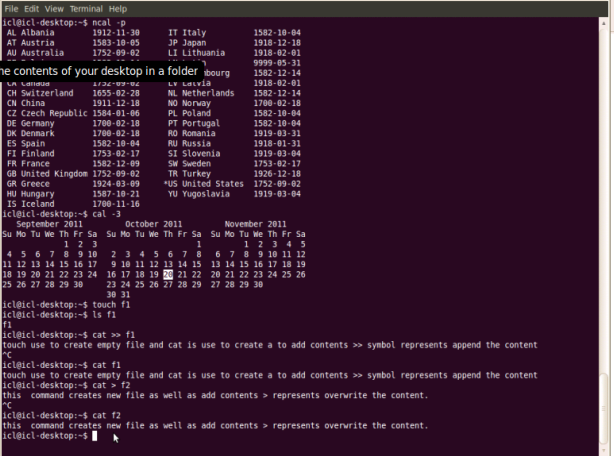 File Edit View Terminal Help
icl@icl-desktop:~$ ncal -p
AL Albania 1912-11-30 IT Italy 1582-10-04
AT Austria 1583-10-05 JP Japan 1918-12-18
AU Australia 1752-09-02 LI Lithuania 1918-02-01
9999-05-31
he contents of your desktop in a folder
bourg 1582-12-14
CA Canada 1752-09-02 LV Latvia 1918-02-01
CH Switzerland 1655-02-28 NL Netherlands 1582-12-14
CN China 1911-12-18 NO Norway 1700-02-18
CZ Czech Republic 1584-01-06 PL Poland 1582-10-04
DE Germany 1700-02-18 PT Portugal 1582-10-04
DK Denmark 1700-02-18 RO Romania 1919-03-31
ES Spain 1582-10-04 RU Russia 1918-01-31
FI Finland 1753-02-17 SI Slovenia 1919-03-04
FR France 1582-12-09 SW Sweden 1753-02-17
GB United Kingdom 1752-09-02 TR Turkey 1926-12-18
GR Greece 1924-03-09 *US United States 1752-09-02
HU Hungary 1587-10-21 YU Yugoslavia 1919-03-04
IS Iceland 1700-11-16
icl@icl-desktop:~$ cal -3
September 2011 October 2011 November 2011
Su Mo Tu We Th Fr Sa Su Mo Tu We Th Fr Sa Su Mo Tu We Th Fr Sa
1 2 3 1 1 2 3 4 5
4 5 6 7 8 9 10 2 3 4 5 6 7 8 6 7 8 9 10 11 12
11 12 13 14 15 16 17 9 10 11 12 13 14 15 13 14 15 16 17 18 19
18 19 20 21 22 23 24 16 17 18 19 20 21 22 20 21 22 23 24 25 26
25 26 27 28 29 30 23 24 25 26 27 28 29 27 28 29 30
30 31
icl@icl-desktop:~$ touch f1
icl@icl-desktop:~$ ls f1
f1
icl@icl-desktop:~$ cat >> f1
touch use to create empty file and cat is use to create a to add contents >> symbol represents append the content
^C
icl@icl-desktop:~$ cat f1
touch use to create empty file and cat is use to create a to add contents >> symbol represents append the content
icl@icl-desktop:~$ cat > f2
this command creates new file as well as add contents > represents overwrite the content.
^C
icl@icl-desktop:~$ cat f2
this command creates new file as well as add contents > represents overwrite the content.
icl@icl-desktop:~$